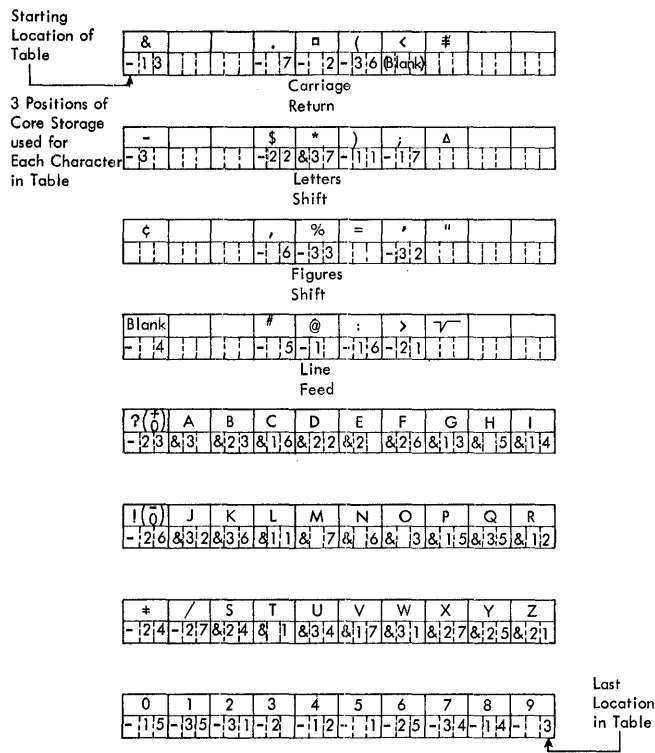 Starting
Location of
Table
3 Positions of
Core Storage
used for
Each Character
in Table
& . ¤ ( < ⧧
-13 - 7 - 2 -36 (Blank)
Carriage
Return
- $ * ) ; Δ
-3 -22 &37 -11 -17
Letters
Shift
¢ , % = ' "
- 6 -33 -32
Figures
Shift
Blank # @ : > √
- 4 - 5 -1 -16 -21
Line
Feed
?(+0) A B C D E F G H I
-23 &3 &23 &16 &22 &2 &26 &13 & 5 &14
!(-0) J K L M N O P Q R
-26 &32 &36 &11 & 7 & 6 & 3 &15 &35 &12
‡ / S T U V W X Y Z
-24 -27 &24 & 1 &34 &17 &31 &27 &25 &21
0 1 2 3 4 5 6 7 8 9
-15 -35 -31 -2 -12 - 1 -25 -34 -14 - 3
Last
Location
in Table